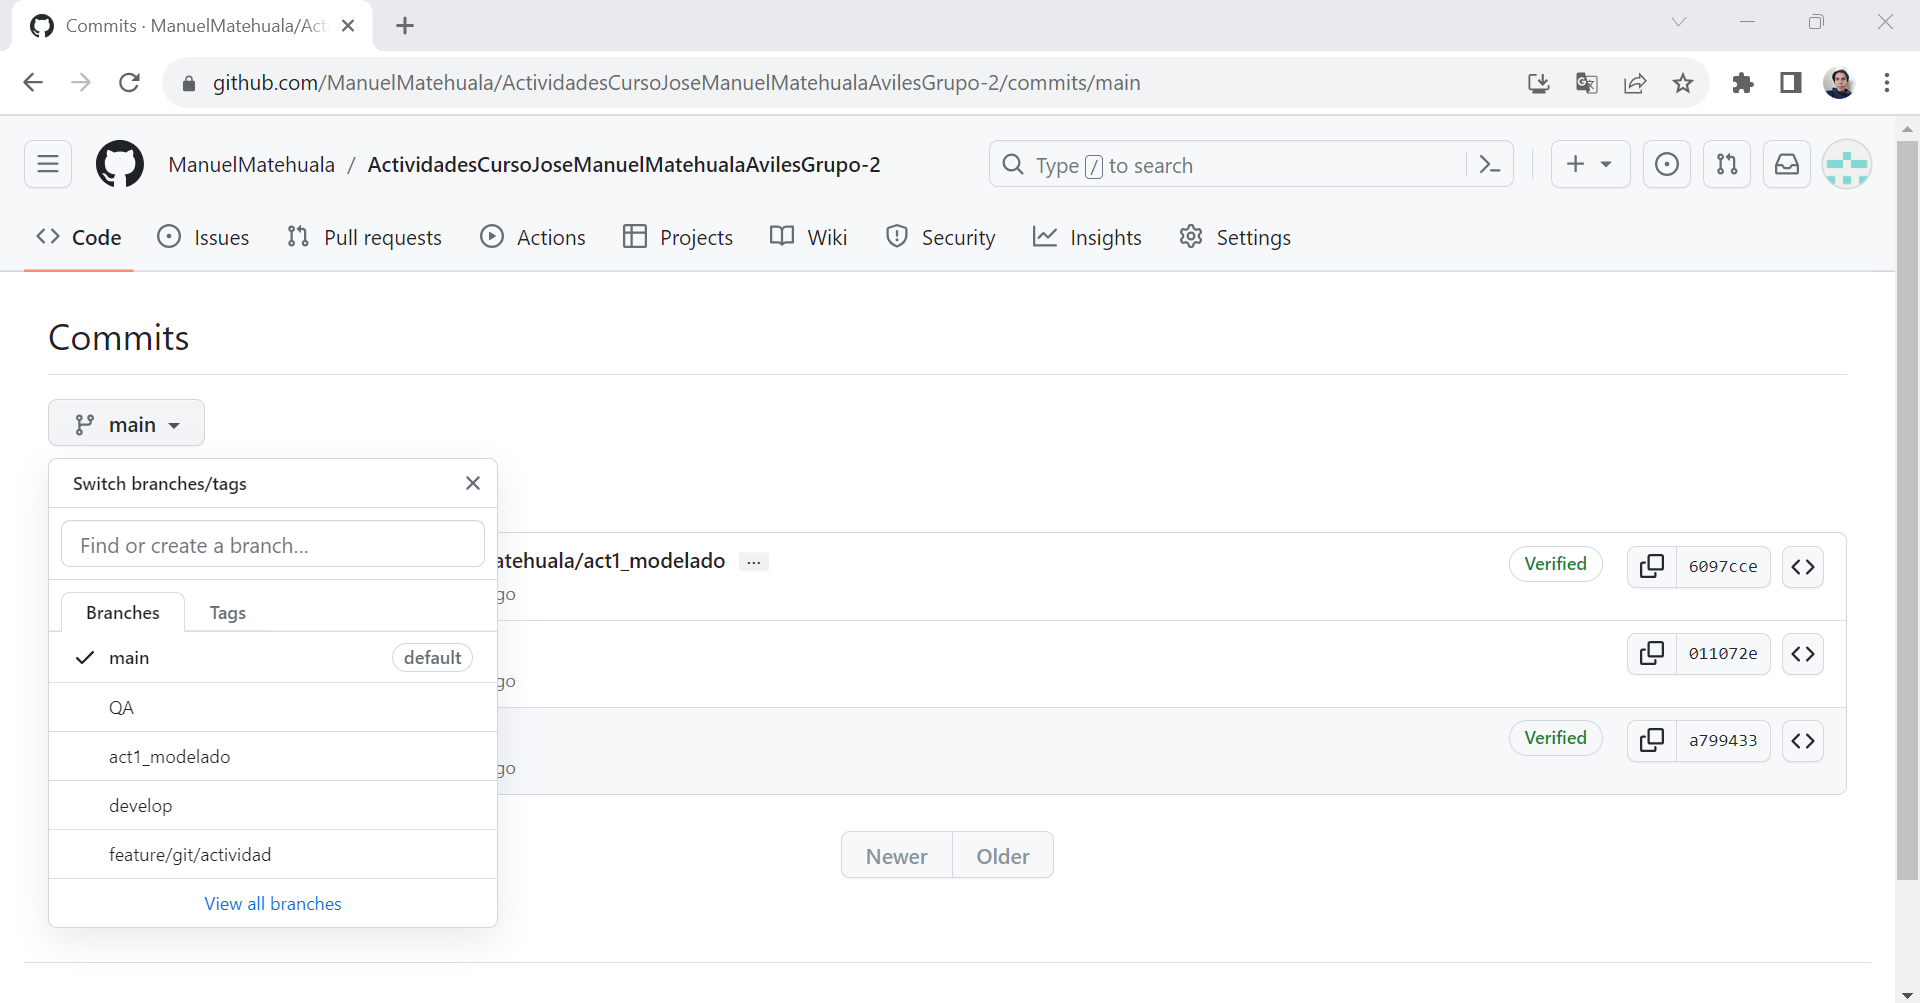 Commits · ManuelMatehuala/Act
github.com/ManuelMatehuala/ActividadesCursoJoseManuelMatehualaAvilesGrupo-2/commits/main
ManuelMatehuala / ActividadesCursoJoseManuelMatehualaAvilesGrupo-2
Type / to search
Code Issues Pull requests Actions Projects Wiki Security Insights Settings
Commits
main
Switch branches/tags
Find or create a branch...
Branches Tags
main default
QA
act1_modelado
develop
feature/git/actividad
View all branches
atehuala/act1_modelado ...
go
Verified 6097cce
go
011072e
go
Verified a799433
Newer Older